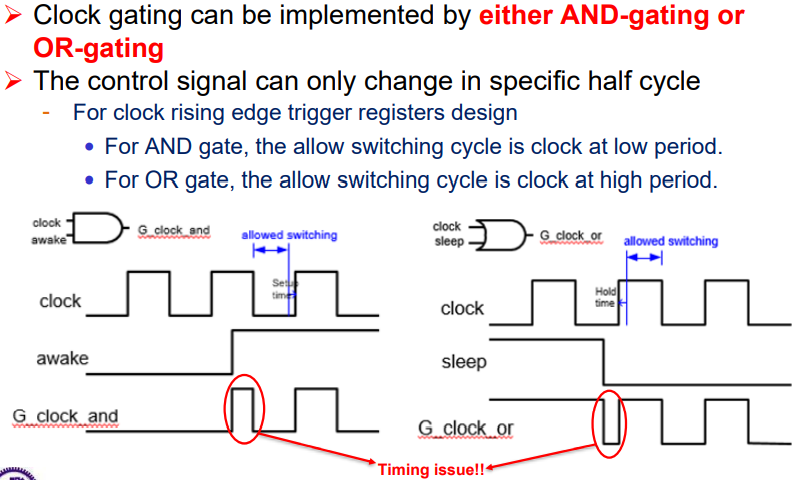 Clock gating can be implemented by either AND-gating or
OR-gating
The control signal can only change in specific half cycle
- For clock rising edge trigger registers design
• For AND gate, the allow switching cycle is clock at low period.
• For OR gate, the allow switching cycle is clock at high period.
clock
awake
G_clock_and
allowed switching
Setup
time
clock
awake
G_clock_and
clock
sleep
G_clock_or
allowed switching
Hold
time
clock
sleep
G_clock_or
Timing issue!!